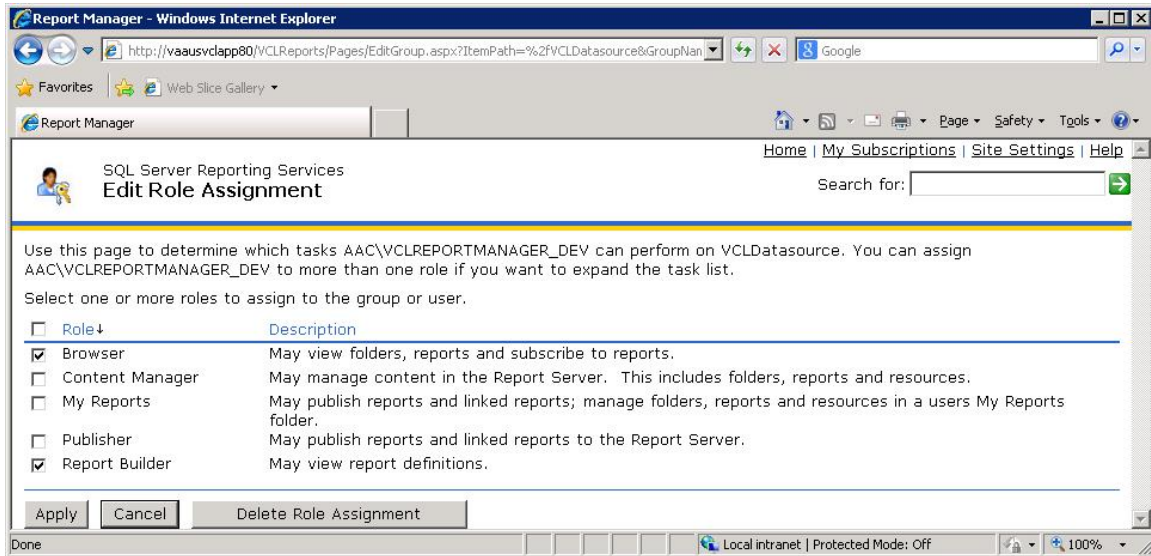 Report Manager - Windows Internet Explorer
http://vaausvclapp80/VCLReports/Pages/EditGroup.aspx?ItemPath=%2fVCLDatasource&GroupNan
Google
Favorites Web Slice Gallery
Report Manager
Page Safety Tools
Home | My Subscriptions | Site Settings | Help
SQL Server Reporting Services
Edit Role Assignment
Search for:
Use this page to determine which tasks AAC\VCLREPORTMANAGER_DEV can perform on VCLDatasource. You can assign
AAC\VCLREPORTMANAGER_DEV to more than one role if you want to expand the task list.
Select one or more roles to assign to the group or user.
Role↓ Description
Browser May view folders, reports and subscribe to reports.
Content Manager May manage content in the Report Server. This includes folders, reports and resources.
My Reports May publish reports and linked reports; manage folders, reports and resources in a users My Reports
folder.
Publisher May publish reports and linked reports to the Report Server.
Report Builder May view report definitions.
Apply Cancel Delete Role Assignment
Done Local intranet | Protected Mode: Off 100%